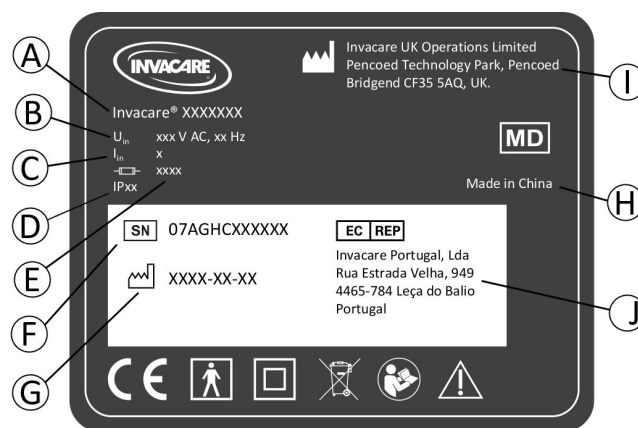 A
B
C
D
E
F
G
INVACARE®
Invacare® XXXXXXX
Uin xxx V AC, xx Hz
Iin x
xxxx
IPxx
SN 07AGHCXXXXXX
XXXX-XX-XX
Invacare UK Operations Limited
Pencoed Technology Park, Pencoed
Bridgend CF35 5AQ, UK.
MD
Made in China
EC REP
Invacare Portugal, Lda
Rua Estrada Velha, 949
4465-784 Leça do Balio
Portugal
CE
I
H
J